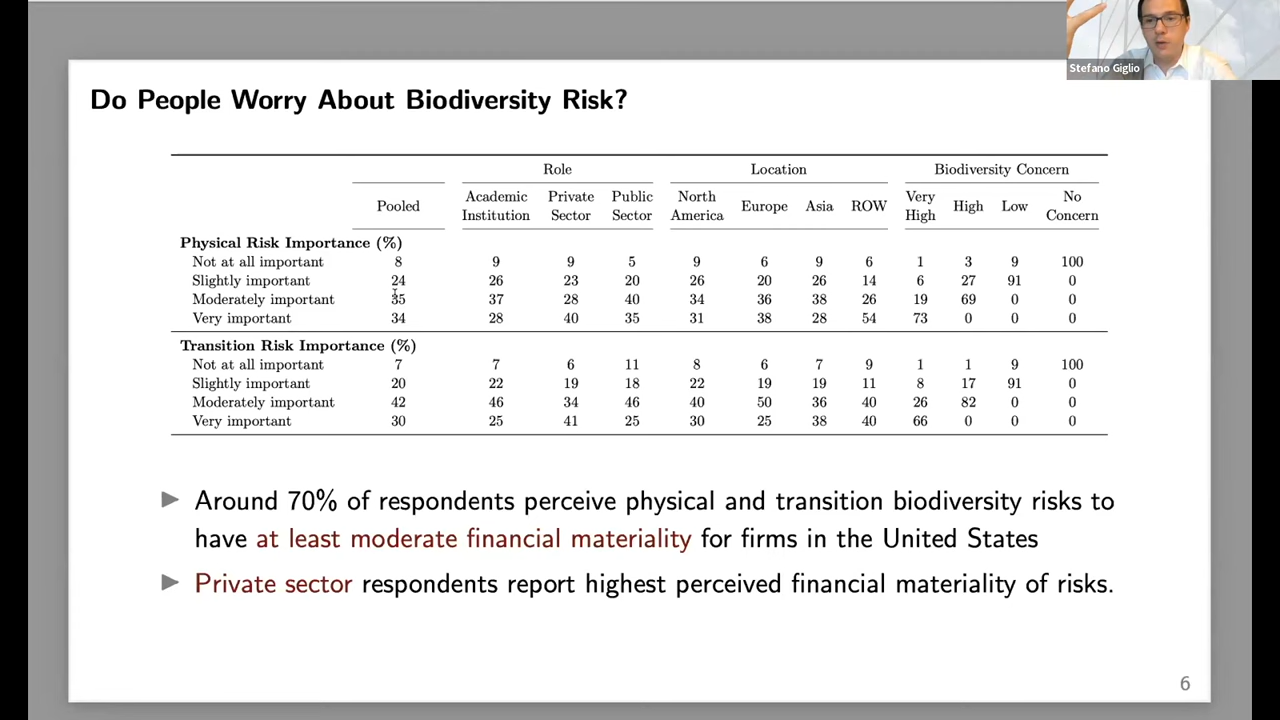 Stefano Giglio
Do People Worry About Biodiversity Risk?
Role Location Biodiversity Concern
Pooled Academic Institution Private Sector Public Sector North America Europe Asia ROW Very High High Low No Concern
Physical Risk Importance (%)
Not at all important 8 9 9 5 9 6 9 6 1 3 9 100
Slightly important 24 26 23 20 26 20 26 14 6 27 91 0
Moderately important 35 37 28 40 34 36 38 26 19 69 0 0
Very important 34 28 40 35 31 38 28 54 73 0 0 0
Transition Risk Importance (%)
Not at all important 7 7 6 11 8 6 7 9 1 1 9 100
Slightly important 20 22 19 18 22 19 19 11 8 17 91 0
Moderately important 42 46 34 46 40 50 36 40 26 82 0 0
Very important 30 25 41 25 30 25 38 40 66 0 0 0
Around 70% of respondents perceive physical and transition biodiversity risks to
have at least moderate financial materiality for firms in the United States
Private sector respondents report highest perceived financial materiality of risks.
6